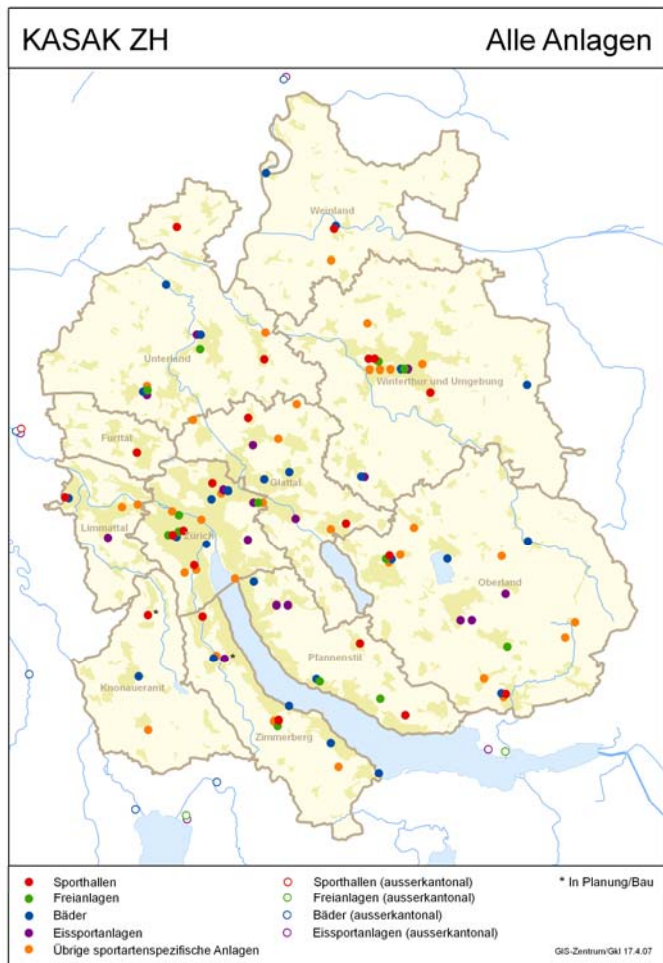 KASAK ZH
Alle Anlagen
Weinland
Unterland
Winterthur und Umgebung
Furttal
Glattal
Limmattal
Zürich
Oberland
Pfannenstil
Knonaueramt
Zimmerberg
*
*
Sporthallen
Freianlagen
Bäder
Eissportanlagen
Übrige sportartenspezifische Anlagen
Sporthallen (ausserkantonal)
Freianlagen (ausserkantonal)
Bäder (ausserkantonal)
Eissportanlagen (ausserkantonal)
* In Planung/Bau
GIS-Zentrum/Gkl 17.4.07